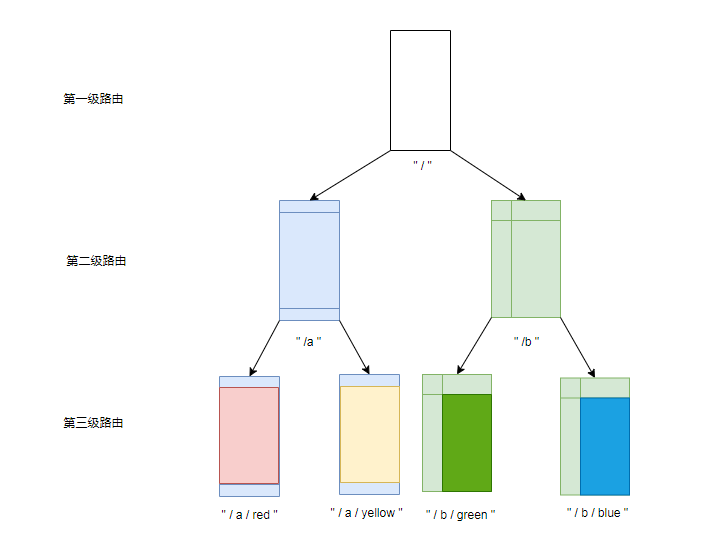 第一级路由
" / "
第二级路由
" /a "
" /b "
第三级路由
" / a / red "
" / a / yellow "
" / b / green "
" / b / blue "